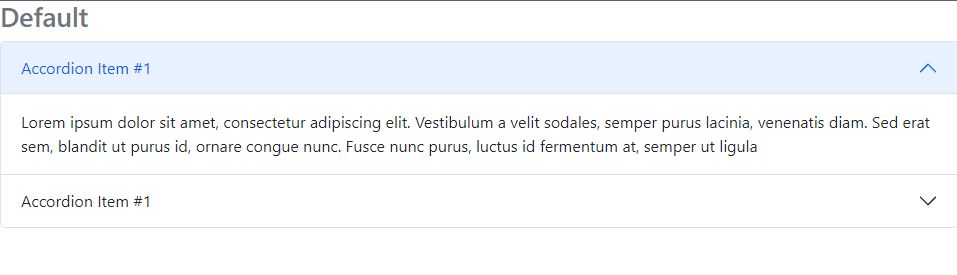 Default
Accordion Item #1
Lorem ipsum dolor sit amet, consectetur adipiscing elit. Vestibulum a velit sodales, semper purus lacinia, venenatis diam. Sed erat
sem, blandit ut purus id, ornare congue nunc. Fusce nunc purus, luctus id fermentum at, semper ut ligula
Accordion Item #1